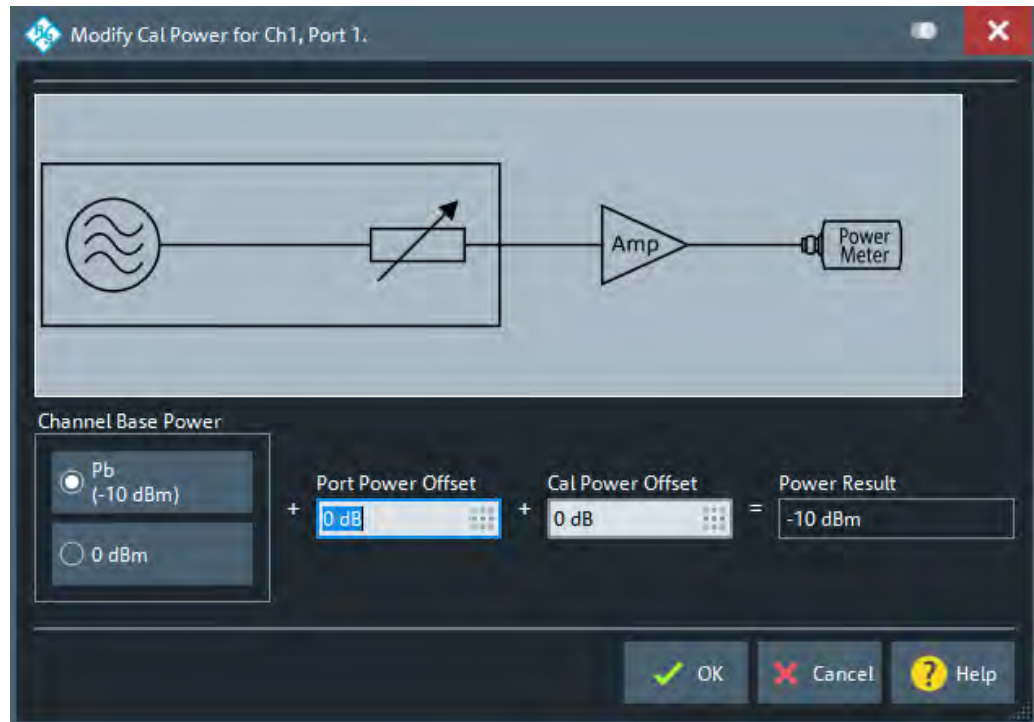 Modify Cal Power for Ch1, Port 1.
Amp
Power
Meter
Channel Base Power
Pb
(-10 dBm)
0 dBm
+
Port Power Offset
0 dB
+
Cal Power Offset
0 dB
=
Power Result
-10 dBm
OK
Cancel
? Help